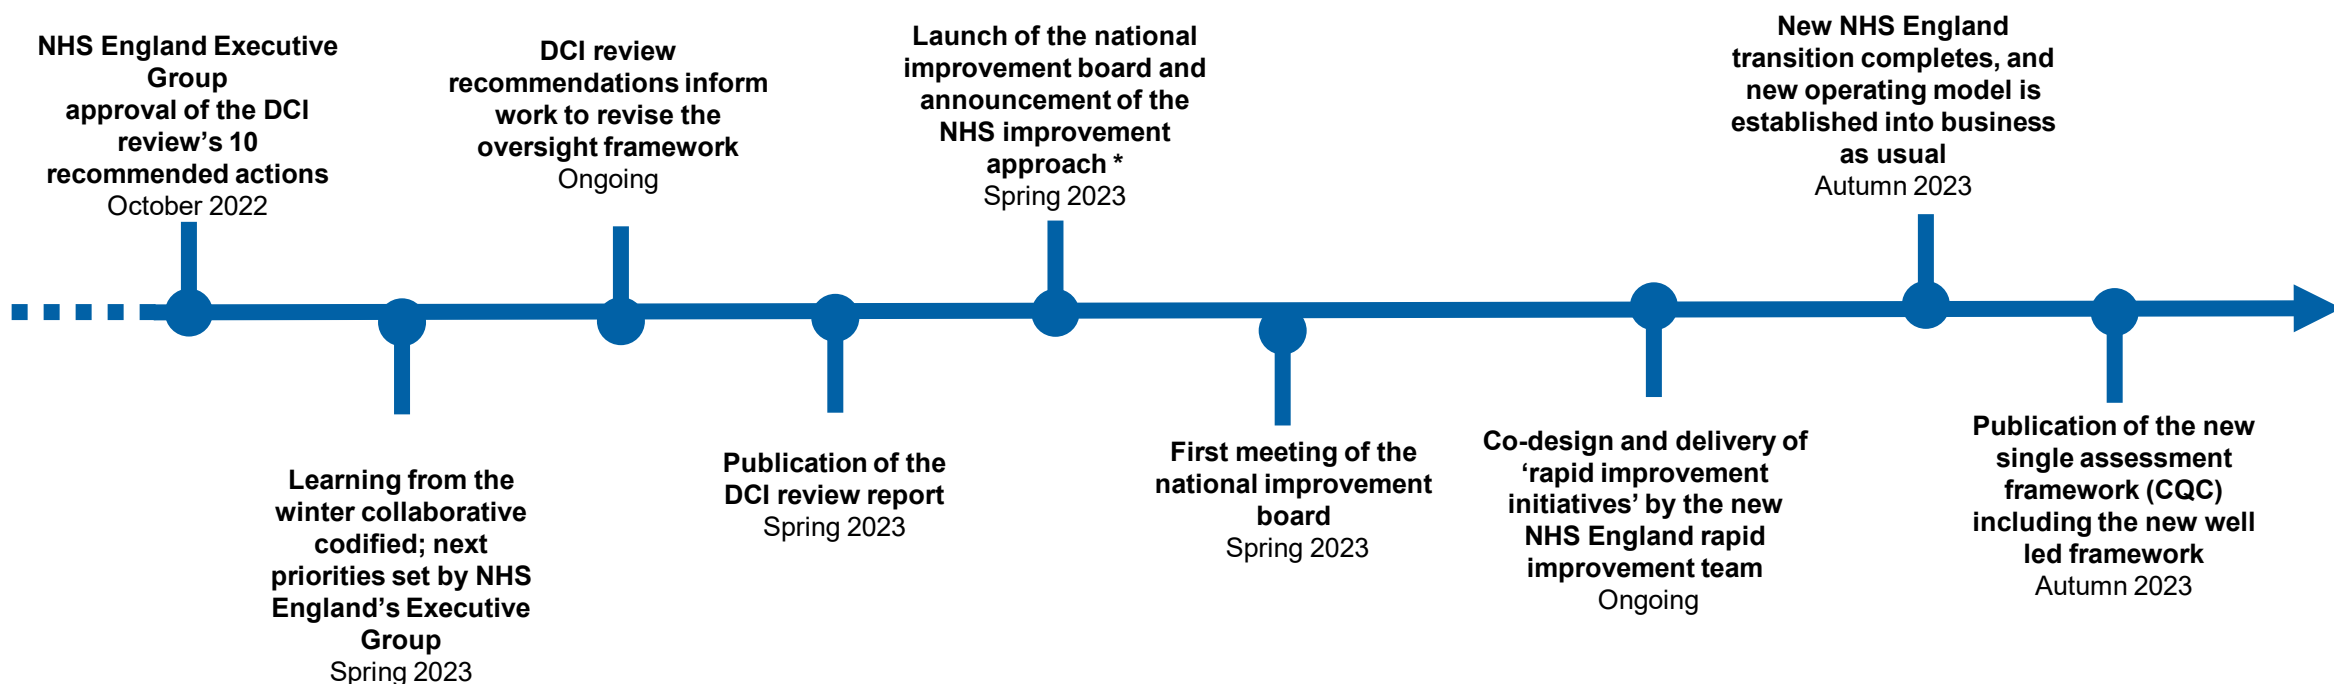 NHS England Executive
Group
approval of the DCI
review’s 10
recommended actions
October 2022
Learning from the
winter collaborative
codified; next
priorities set by NHS
England’s Executive
Group
Spring 2023
DCI review
recommendations inform
work to revise the
oversight framework
Ongoing
Publication of the
DCI review report
Spring 2023
Launch of the national
improvement board and
announcement of the
NHS improvement
approach *
Spring 2023
First meeting of the
national improvement
board
Spring 2023
Co-design and delivery of
‘rapid improvement
initiatives’ by the new
NHS England rapid
improvement team
Ongoing
New NHS England
transition completes, and
new operating model is
established into business
as usual
Autumn 2023
Publication of the new
single assessment
framework (CQC)
including the new well
led framework
Autumn 2023